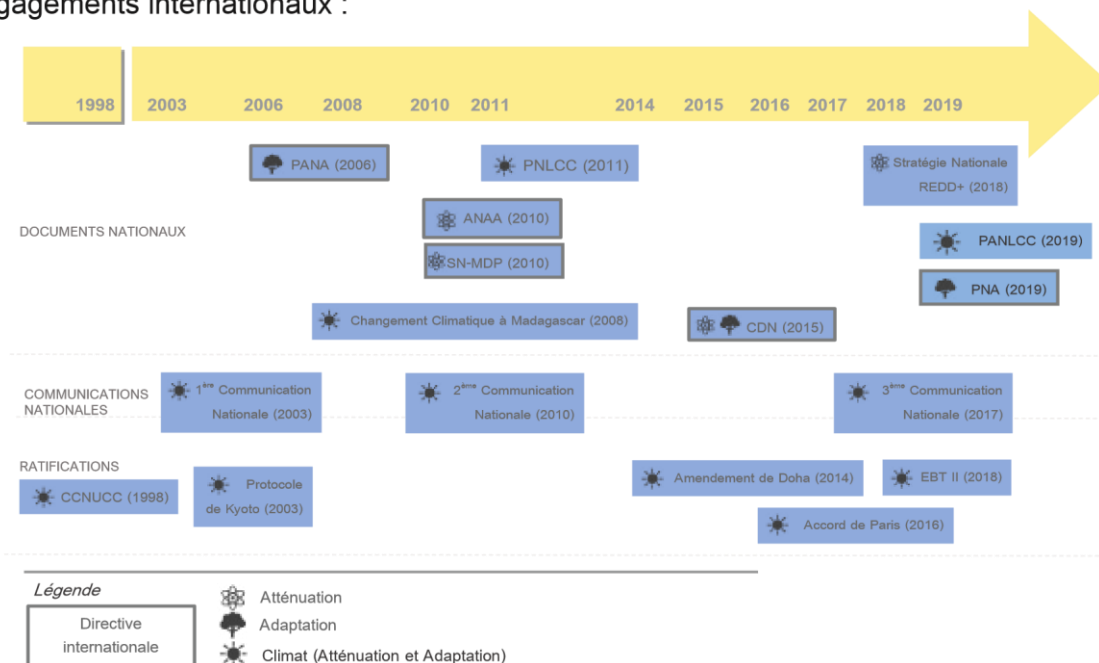 gagements internationaux :
1998 2003 2006 2008 2010 2011 2014 2015 2016 2017 2018 2019
PANA (2006)
PNLCC (2011)
Stratégie Nationale
REDD+ (2018)
ANAA (2010)
DOCUMENTS NATIONAUX
PANLCC (2019)
SN-MDP (2010)
PNA (2019)
Changement Climatique à Madagascar (2008)
CDN (2015)
COMMUNICATIONS
NATIONALES
1ère Communication
Nationale (2003)
2ème Communication
Nationale (2010)
3ème Communication
Nationale (2017)
RATIFICATIONS
CCNUCC (1998)
Protocole
de Kyoto (2003)
Amendement de Doha (2014)
EBT II (2018)
Accord de Paris (2016)
Légende
Directive
internationale
Atténuation
Adaptation
Climat (Atténuation et Adaptation)